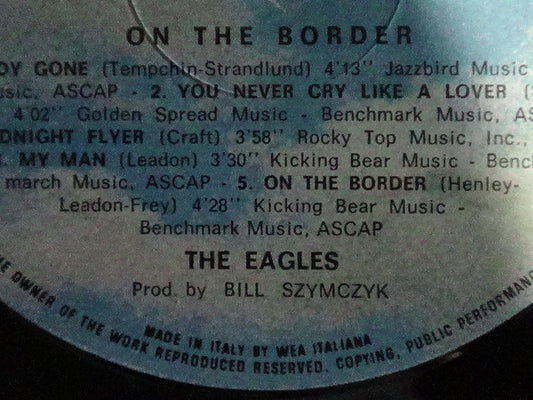 ON THE BORDER
DY GONE (Tempchin-Strandlund) 4'13" Jazzbird Music
usic, ASCAP - 2. YOU NEVER CRY LIKE A LOVER (
4'02" Golden Spread Music - Benchmark Music, AS
DNIGHT FLYER (Craft) 3'58" Rocky Top Music, Inc.,
. MY MAN (Leadon) 3'30" Kicking Bear Music - Benc
march Music, ASCAP - 5. ON THE BORDER (Henley-
Leadon-Frey) 4'28" Kicking Bear Music -
Benchmark Music, ASCAP
THE EAGLES
Prod. by BILL SZYMCZYK
MADE IN ITALY BY WEA ITALIANA
E OWNER OF THE WORK REPRODUCED RESERVED. COPYING, PUBLIC PERFORMAN